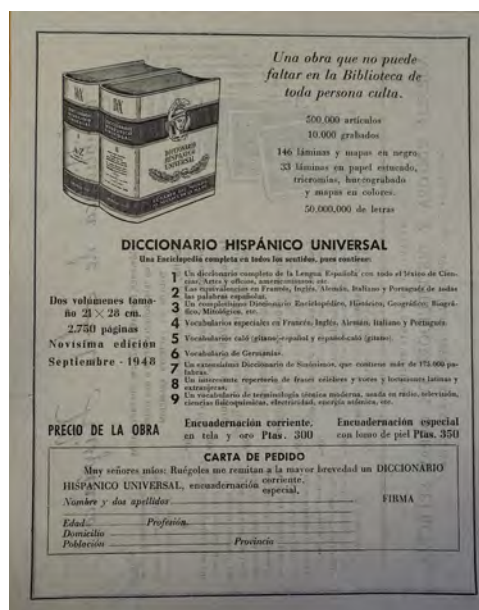 Una obra que no puede
faltar en la Biblioteca de
toda persona culta.
500.000 artículos
10.000 grabados
146 láminas y mapas en negro
33 láminas en papel estucado,
tricromías, huecograbado
y mapas en colores.
50.000.000 de letras
DICCIONARIO
HISPÁNICO
UNIVERSAL
DICCIONARIO HISPÁNICO UNIVERSAL
Una Enciclopedia completa en todos los sentidos, pues contiene:
Dos volúmenes tama-
ño 21 × 28 cm.
2.750 páginas
Novísima edición
Septiembre - 1948
1 Un diccionario completo de la Lengua Española con todo el léxico de Cien-
cias, Artes y oficios, americanismos, etc.
2 Las equivalencias en Francés, Inglés, Alemán, Italiano y Portugués de todas
las palabras españolas.
3 Un completísimo Diccionario Enciclopédico, Histórico, Geográfico, Biográ-
fico, Mitológico, etc.
4 Vocabularios especiales en Francés, Inglés, Alemán, Italiano y Portugués.
5 Vocabularios caló (gitano)-español y español-caló (gitano).
6 Vocabulario de Germanías.
7 Un extensísimo Diccionario de Sinónimos, que contiene más de 175.000 pa-
labras.
8 Un interesante repertorio de frases célebres y voces y locuciones latinas y
extranjeras.
9 Un vocabulario de terminología técnica moderna, usada en radio, televisión,
ciencias fisicoquímicas, electricidad, energía atómica, etc.
PRECIO DE LA OBRA
Encuadernación corriente,
en tela y oro Ptas. 300
Encuadernación especial
con lomo de piel Ptas. 350
CARTA DE PEDIDO
Muy señores míos: Ruégoles me remitan a la mayor brevedad un DICCIONARIO
HISPÁNICO UNIVERSAL, encuadernación corriente,
especial,
Nombre y dos apellidos
FIRMA
Edad Profesión
Domicilio
Población Provincia